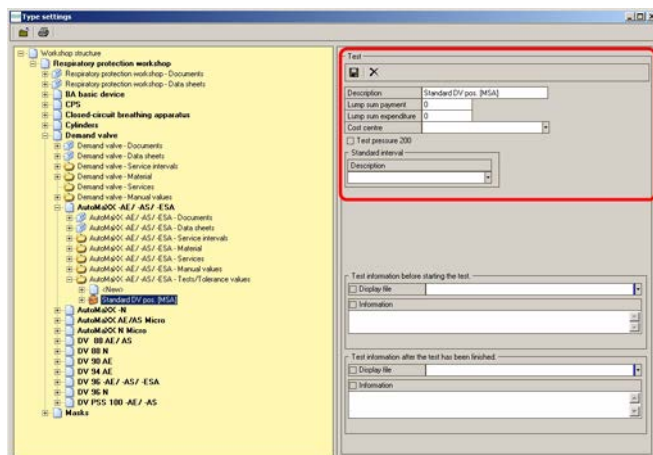 Type settings
Workshop structure
Respiratory protection workshop
Respiratory protection workshop - Documents
Respiratory protection workshop - Data sheets
BA basic device
CPS
Closed-circuit breathing apparatus
Cylinders
Demand valve
Demand valve - Documents
Demand valve - Data sheets
Demand valve - Service intervals
Demand valve - Material
Demand valve - Services
Demand valve - Manual values
AutoMaXX -AE/ -AS/ -ESA
AutoMaXX -AE/ -AS/ -ESA - Documents
AutoMaXX -AE/ -AS/ -ESA - Data sheets
AutoMaXX -AE/ -AS/ -ESA - Service intervals
AutoMaXX -AE/ -AS/ -ESA - Material
AutoMaXX -AE/ -AS/ -ESA - Services
AutoMaXX -AE/ -AS/ -ESA - Manual values
AutoMaXX -AE/ -AS/ -ESA - Tests/Tolerance values
<New>
Standard DV pos. [MSA]
AutoMaXX -N
AutoMaXX AE/AS Micro
AutoMaXX N Micro
DV 88 AE/ AS
DV 88 N
DV 90 AE
DV 94 AE
DV 96 -AE/ -AS/ -ESA
DV 96 N
DV PSS 100 -AE/ -AS
Masks
Test
Description Standard DV pos. [MSA]
Lump sum payment 0
Lump sum expenditure 0
Cost centre
Test pressure 200
Standard interval
Description
Test information before starting the test.
Display file
Information
Test information after the test has been finished.
Display file
Information